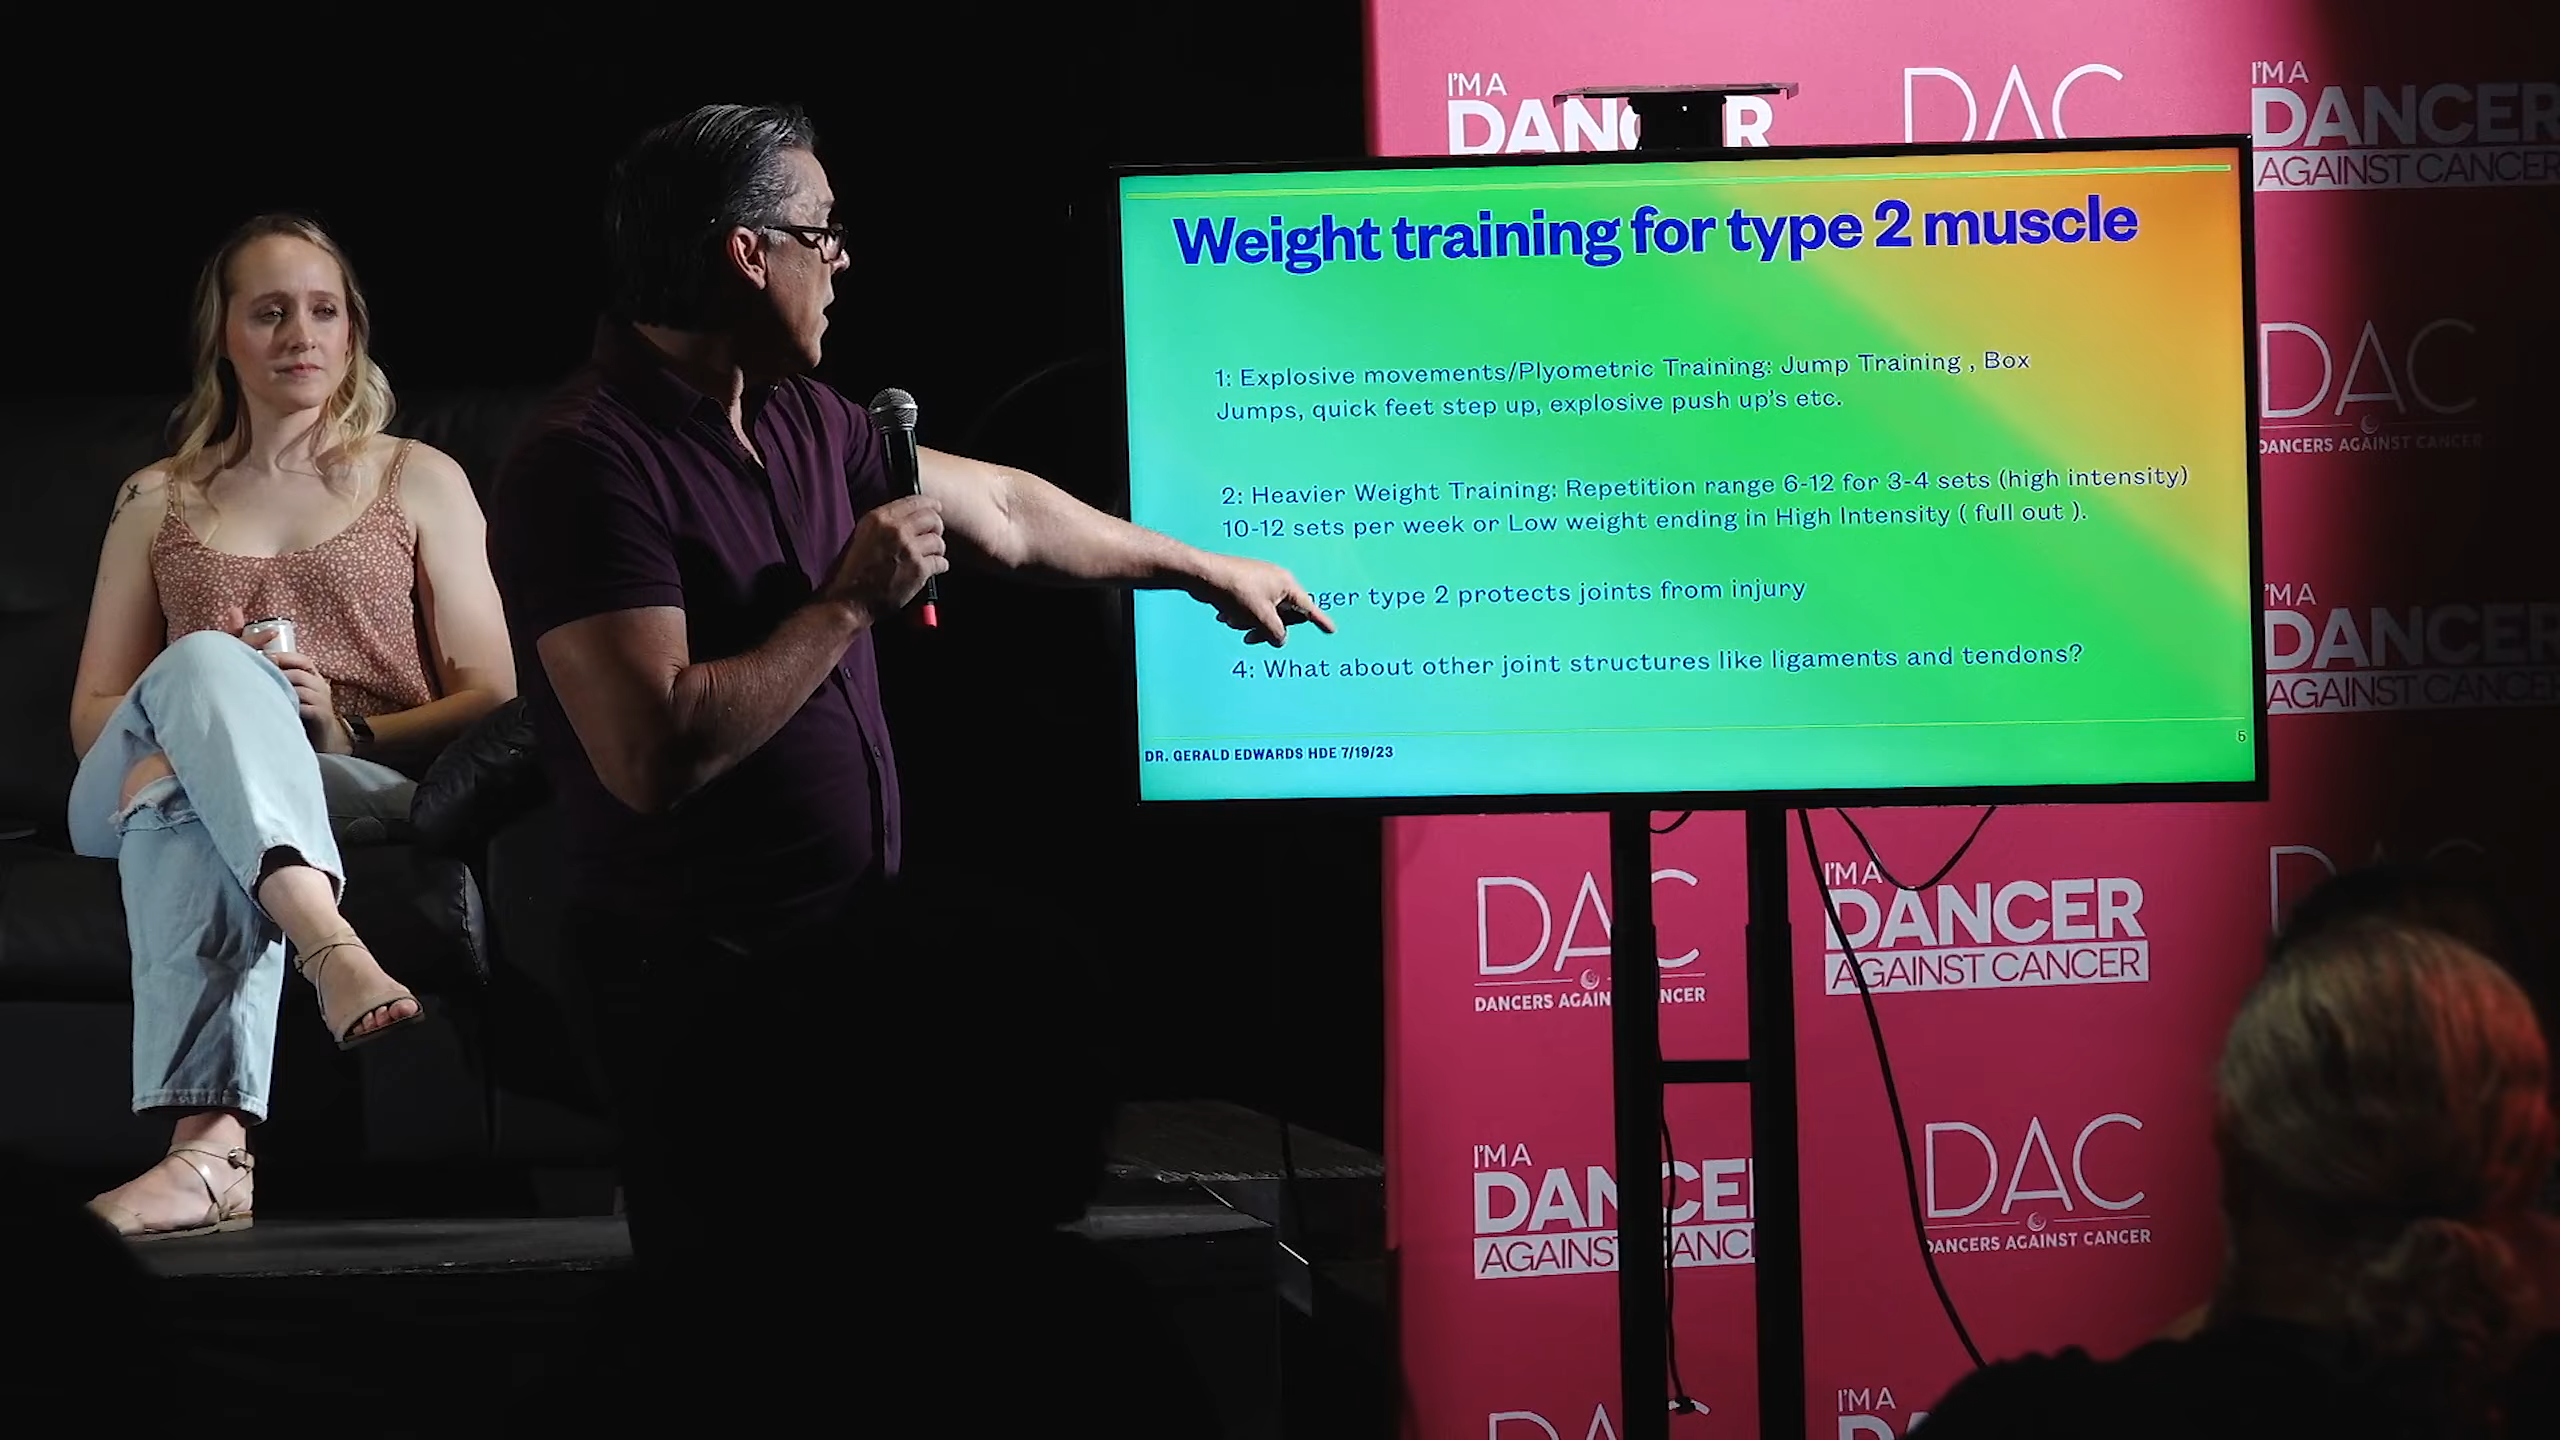 I'M A
DAC
I'M A
DANCER
AGAINST CANCER
Weight training for type 2 muscle
1: Explosive movements/Plyometric Training: Jump Training , Box
Jumps, quick feet step up, explosive push up's etc.
2: Heavier Weight Training: Repetition range 6-12 for 3-4 sets (high intensity)
10-12 sets per week or Low weight ending in High Intensity ( full out ).
type 2 protects joints from injury
4: What about other joint structures like ligaments and tendons?
DR. GERALD EDWARDS HDE 7/19/23
DAC
DANCERS AGAINST CANCER
DANCER
AGAINST CANCER
DAC
DANCERS
I'M A
DANCER
AGAINST CANCER
I'M A
DAC
DANCERS AGAINST CANCER
I'M A